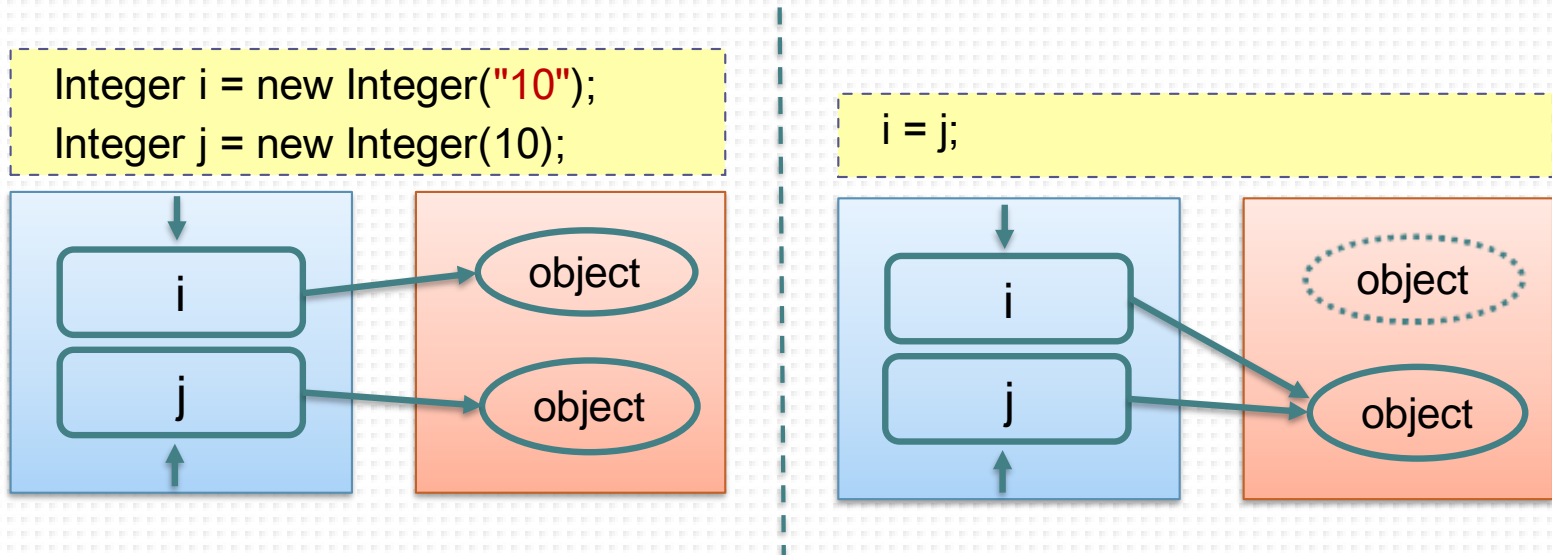 Integer i = new Integer("10");
Integer j = new Integer(10);
i
object
j
object
i = j;
i
object
j
object